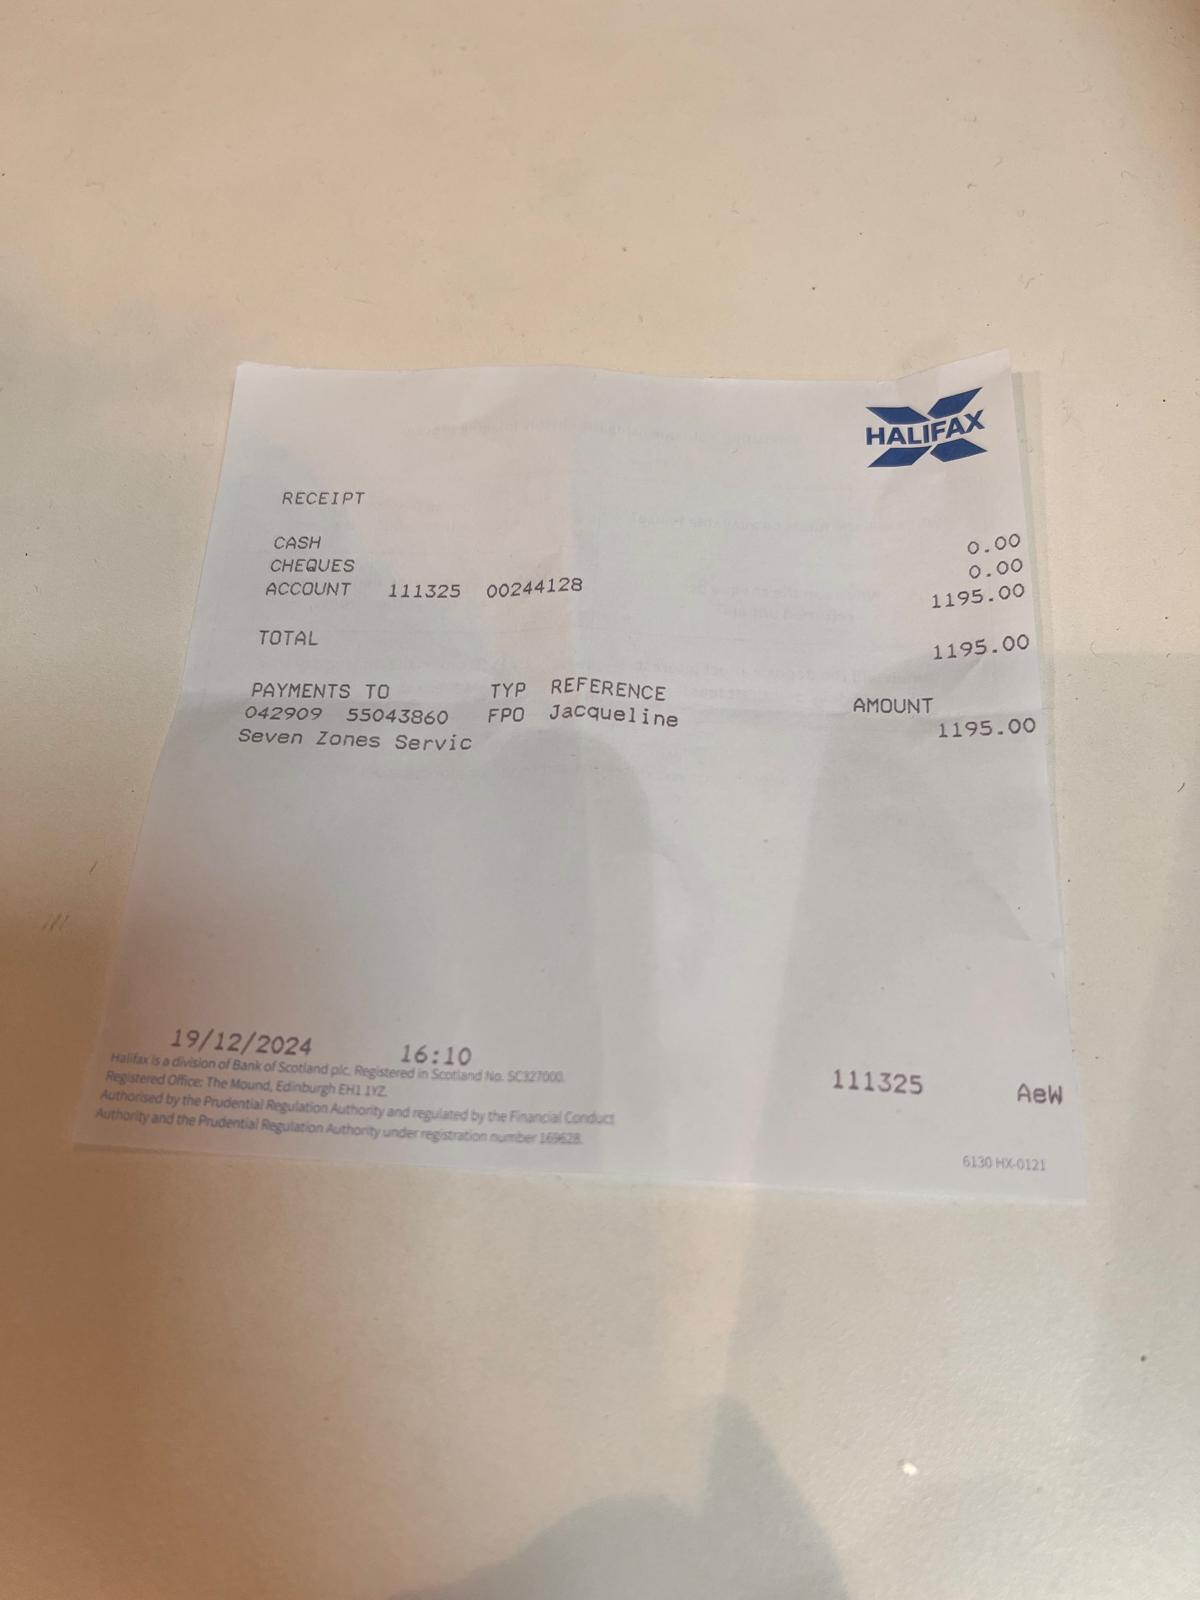 HALIFAX
RECEIPT
CASH 0.00
CHEQUES 0.00
ACCOUNT 111325 00244128 1195.00
TOTAL 1195.00
PAYMENTS TO TYP REFERENCE AMOUNT
042909 55043860 FPO Jacqueline 1195.00
Seven Zones Servic
19/12/2024 16:10 111325 AeW
Halifax is a division of Bank of Scotland plc. Registered in Scotland No. SC327000.
Registered Office: The Mound, Edinburgh EH1 1YZ.
Authorised by the Prudential Regulation Authority and regulated by the Financial Conduct
Authority and the Prudential Regulation Authority under registration number 169628.
6130 HX-0121